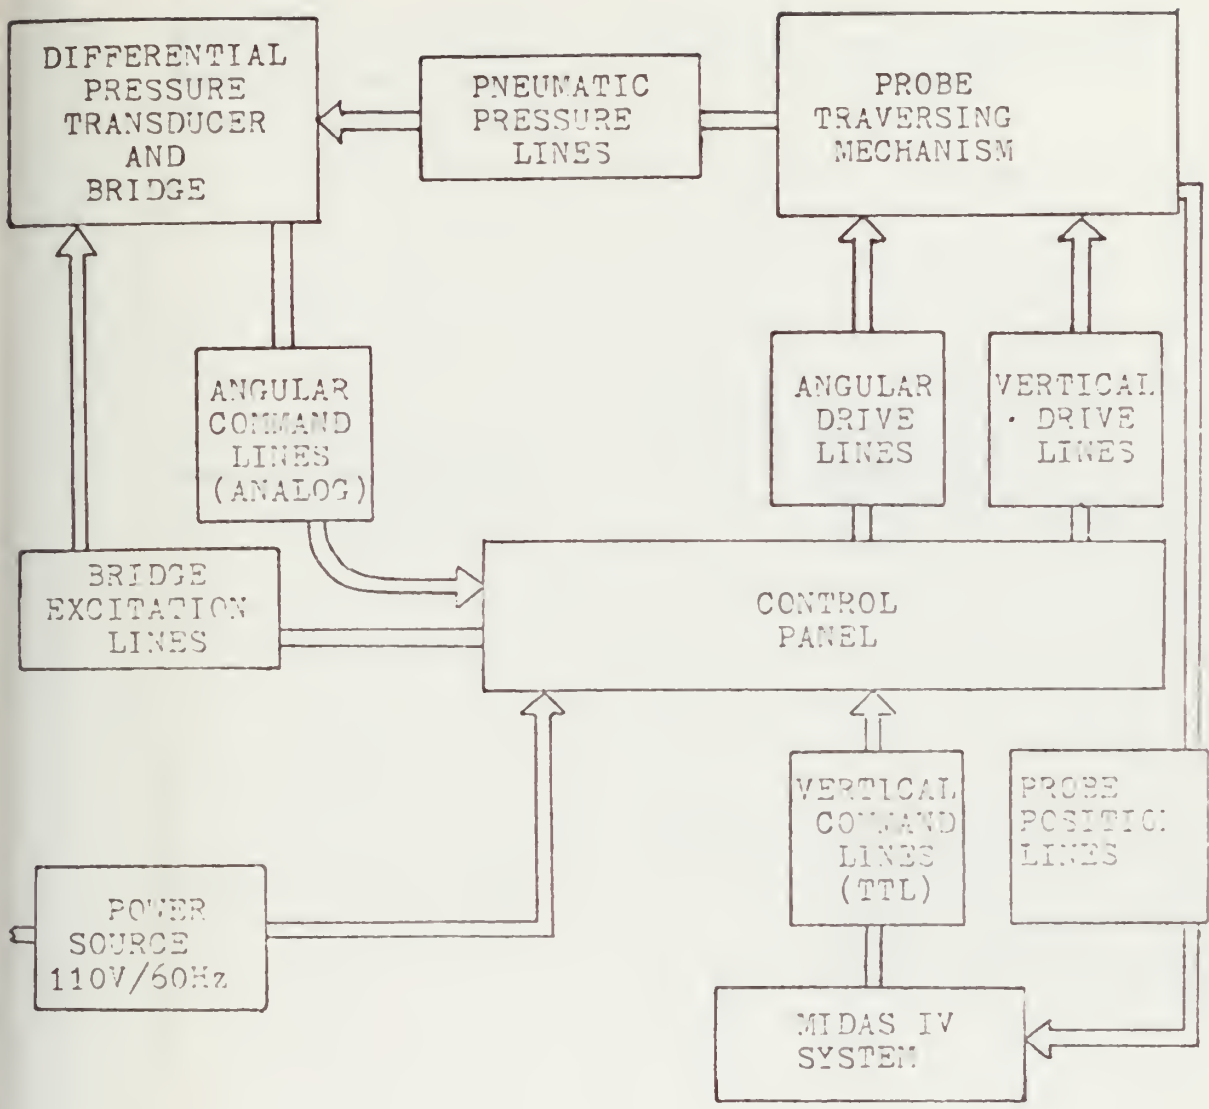 DIFFERENTIAL
PRESSURE
TRANSDUCER
AND
BRIDGE
PNEUMATIC
PRESSURE
LINES
PROBE
TRAVERSING
MECHANISM
ANGULAR
COMMAND
LINES
(ANALOG)
ANGULAR
DRIVE
LINES
VERTICAL
DRIVE
LINES
BRIDGE
EXCITATION
LINES
CONTROL
PANEL
VERTICAL
COMMAND
LINES
(TTL)
PROBE
POSITION
LINES
POWER
SOURCE
110V/60Hz
MIDAS IV
SYSTEM